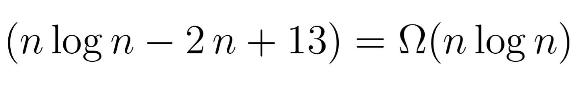 (n log n − 2 n + 13) = Ω(n log n)